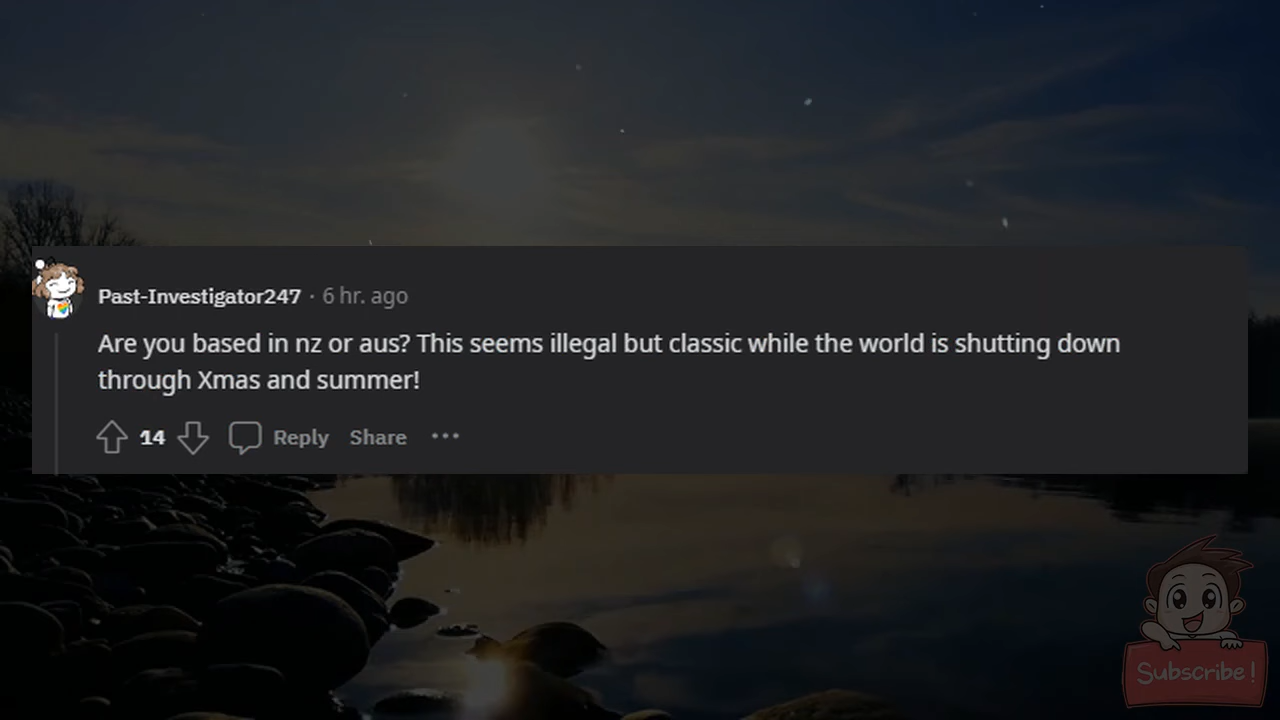 Past-Investigator247 · 6 hr. ago
Are you based in nz or aus? This seems illegal but classic while the world is shutting down
through Xmas and summer!
14 Reply Share ···
Subscribe!